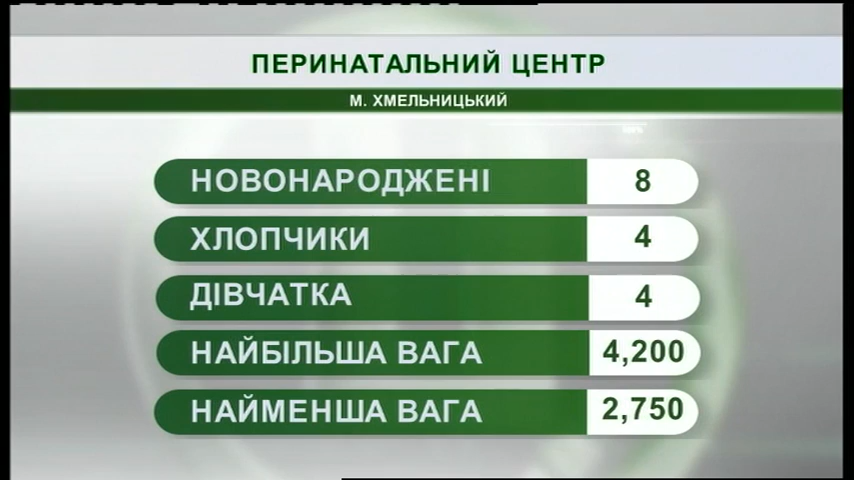 ПЕРИНАТАЛЬНИЙ ЦЕНТР
М. ХМЕЛЬНИЦЬКИЙ
НОВОНАРОДЖЕНІ 8
ХЛОПЧИКИ 4
ДІВЧАТКА 4
НАЙБІЛЬША ВАГА 4,200
НАЙМЕНША ВАГА 2,750